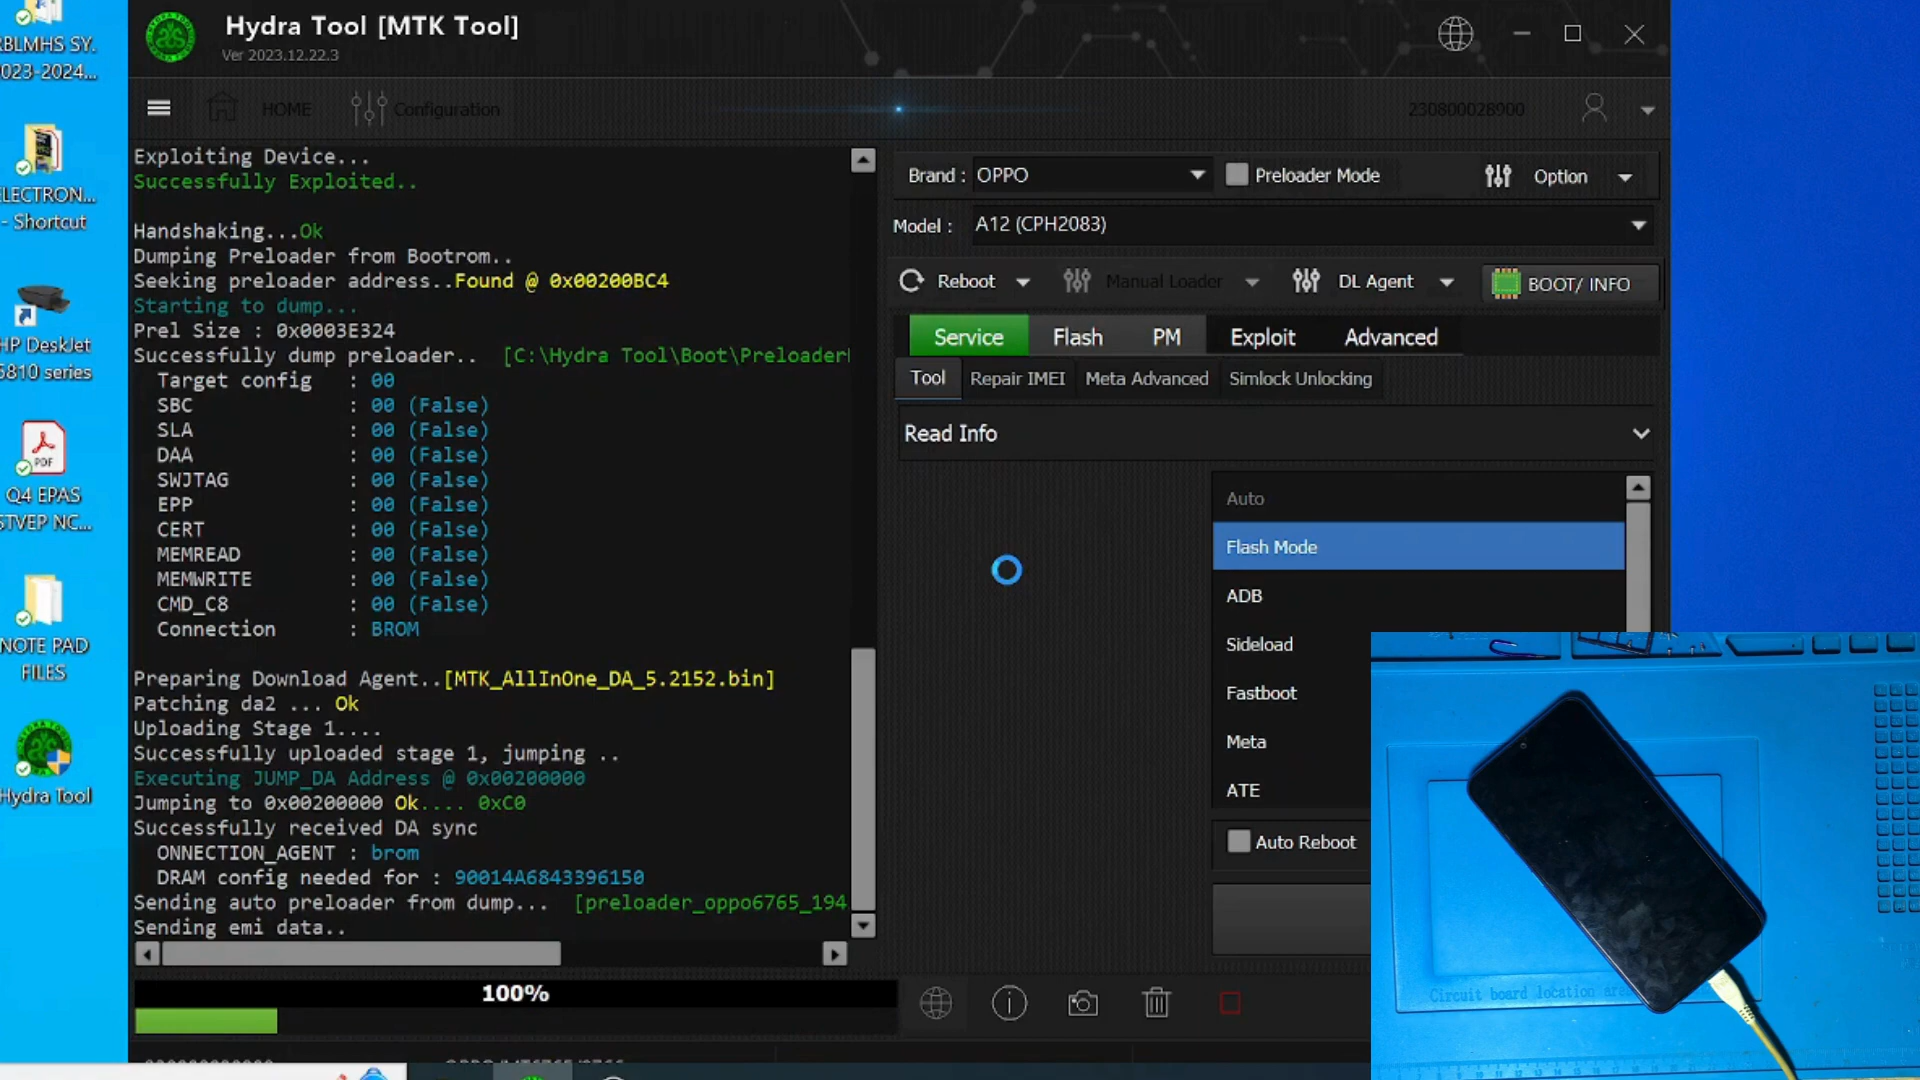 Hydra Tool [MTK Tool]
Ver 2023.12.22.3
HOME
Configuration
230800028900
Exploiting Device...
Successfully Exploited..
Handshaking...Ok
Dumping Preloader from Bootrom..
Seeking preloader address..Found @ 0x00200BC4
Starting to dump...
Prel Size : 0x0003E324
Successfully dump preloader.. [C:\Hydra Tool\Boot\Preloader
Target config : 00
SBC : 00 (False)
SLA : 00 (False)
DAA : 00 (False)
SWJTAG : 00 (False)
EPP : 00 (False)
CERT : 00 (False)
MEMREAD : 00 (False)
MEMWRITE : 00 (False)
CMD_C8 : 00 (False)
Connection : BROM
Preparing Download Agent..[MTK_AllInOne_DA_5.2152.bin]
Patching da2 ... Ok
Uploading Stage 1....
Successfully uploaded stage 1, jumping ..
Executing JUMP_DA Address @ 0x00200000
Jumping to 0x00200000 Ok.... 0xC0
Successfully received DA sync
ONNECTION_AGENT : brom
DRAM config needed for : 90014A6843396150
Sending auto preloader from dump... [preloader_oppo6765_194
Sending emi data..
100%
Brand : OPPO
Preloader Mode
Option
Model : A12 (CPH2083)
Reboot
Manual Loader
DL Agent
BOOT/ INFO
Service
Flash
PM
Exploit
Advanced
Tool
Repair IMEI
Meta Advanced
Simlock Unlocking
Read Info
Auto
Flash Mode
ADB
Sideload
Fastboot
Meta
ATE
Auto Reboot
RBLMHS SY.
2023-2024...
ELECTRON...
- Shortcut
HP DeskJet
5810 series
PDF
Q4 EPAS
STVEP NC...
NOTE PAD
FILES
Hydra Tool
Circuit board location